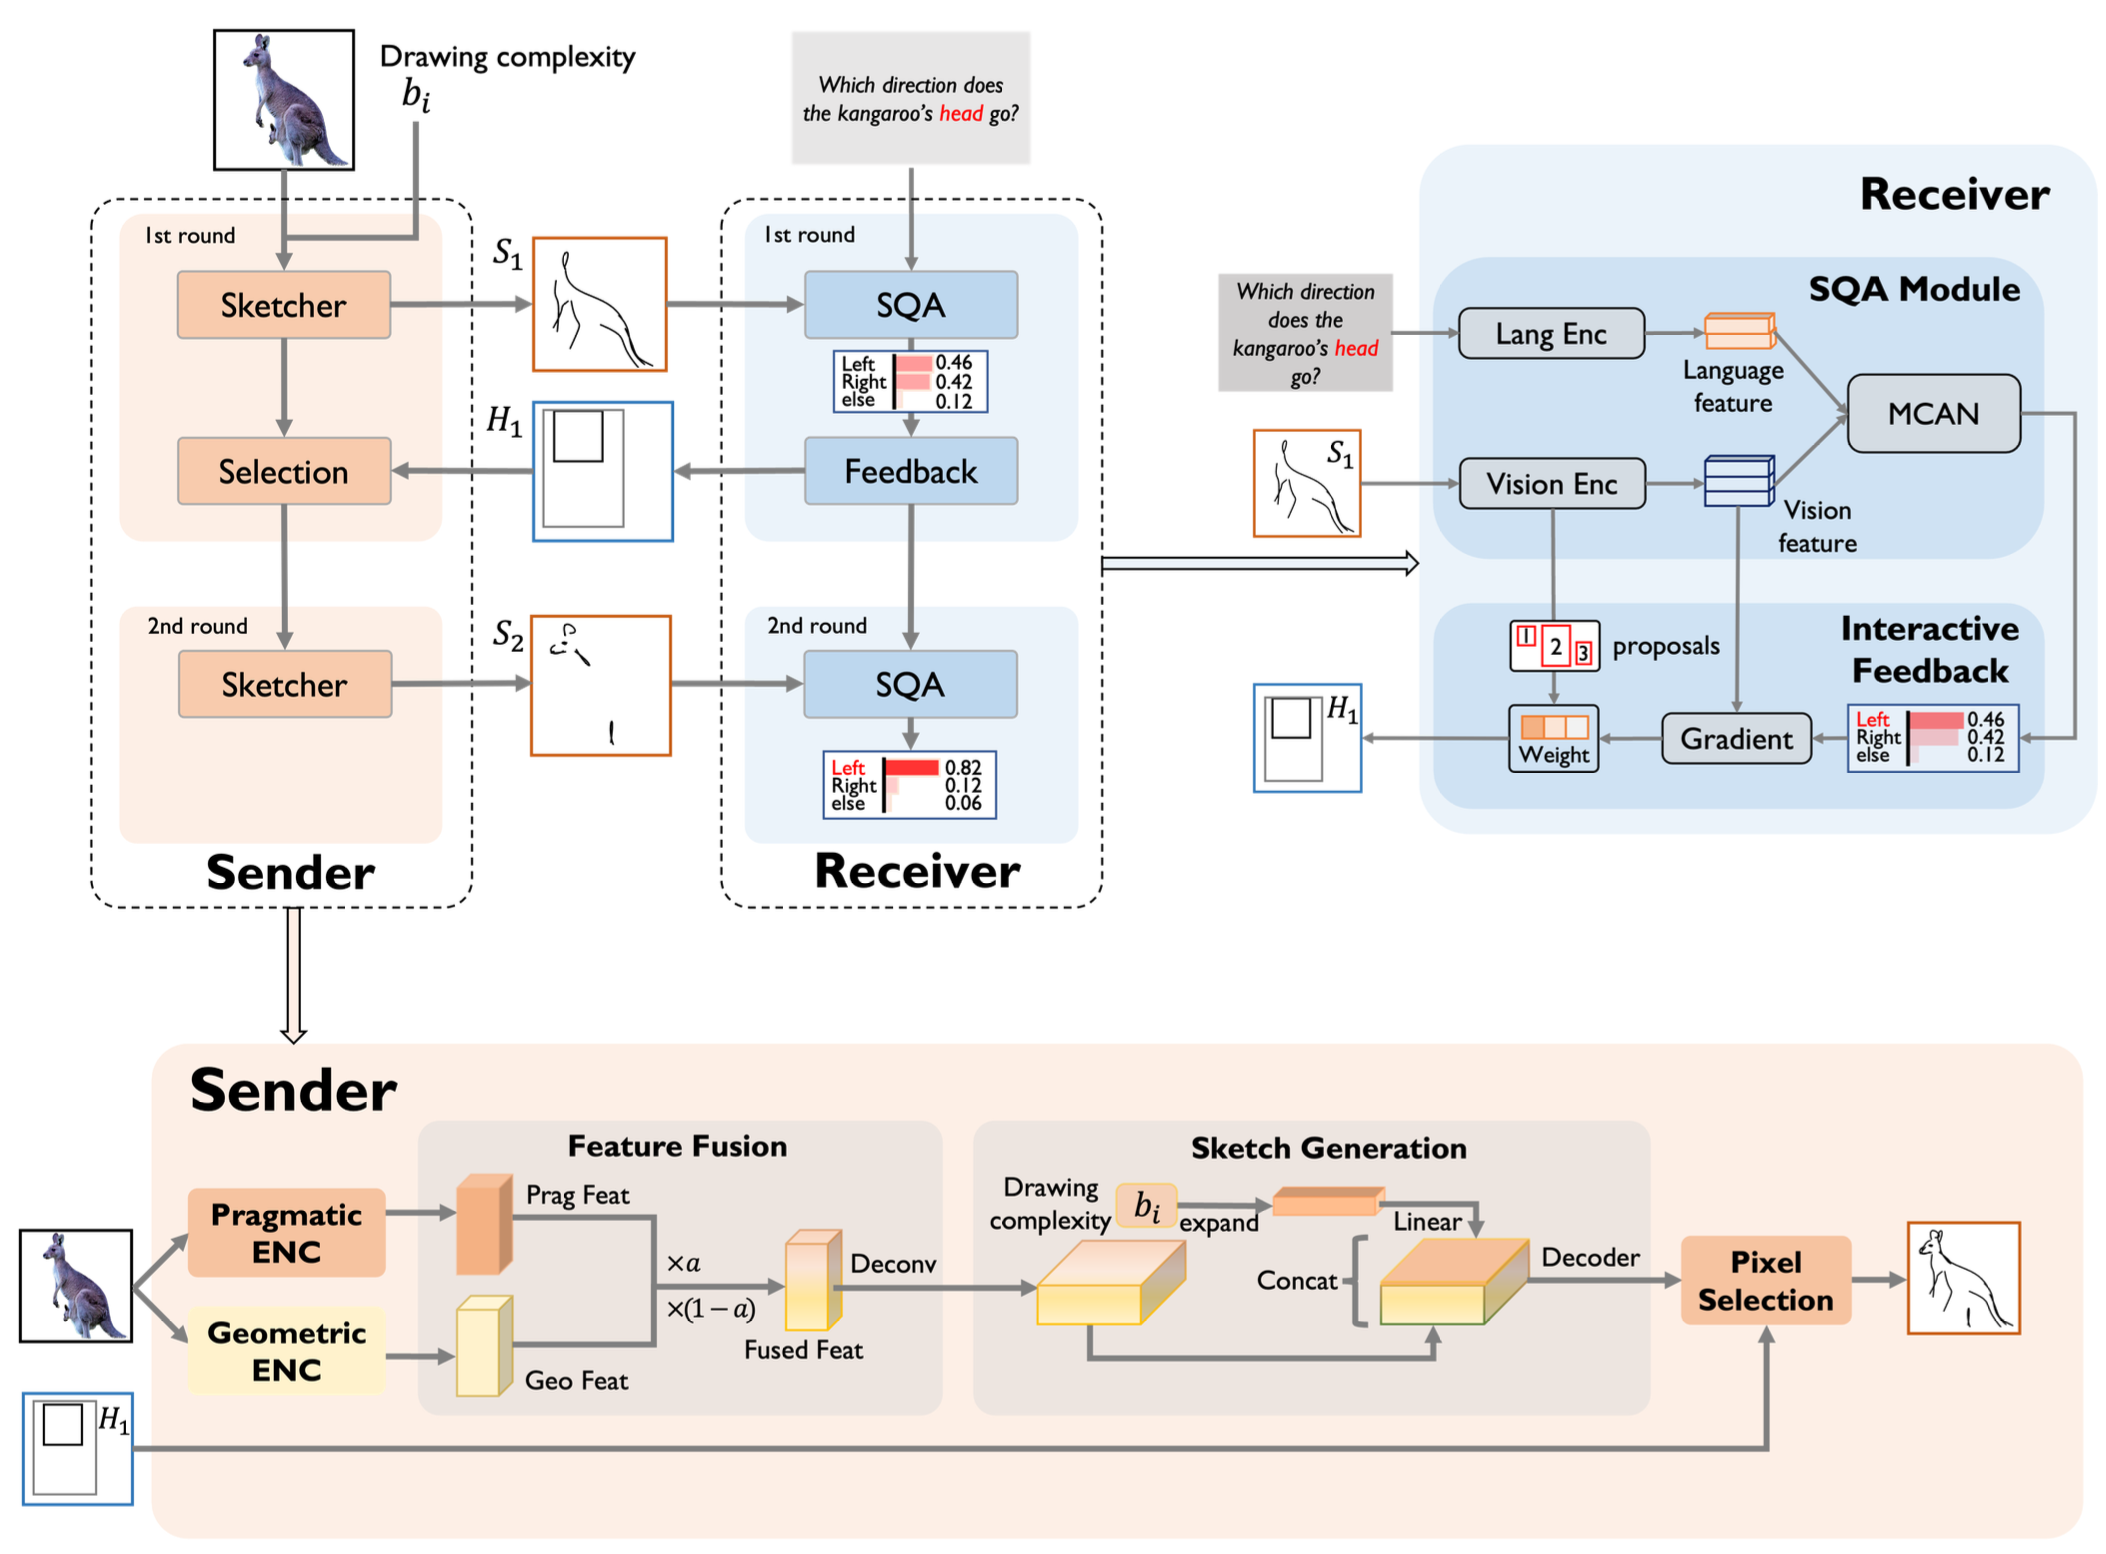 Drawing complexity
b_i
Which direction does
the kangaroo's head go?
1st round
Sketcher
Selection
2nd round
Sketcher
Sender
S_1
H_1
S_2
1st round
SQA
Left 0.46
Right 0.42
else 0.12
Feedback
2nd round
SQA
Left 0.82
Right 0.12
else 0.06
Receiver
Receiver
SQA Module
Which direction
does the
kangaroo's head
go?
Lang Enc
Language
feature
MCAN
S_1
Vision Enc
Vision
feature
Interactive
Feedback
1 2 3
proposals
H_1
Weight
Gradient
Left 0.46
Right 0.42
else 0.12
Sender
Pragmatic
ENC
Geometric
ENC
H_1
Feature Fusion
Prag Feat
×a
×(1−a)
Geo Feat
Fused Feat
Deconv
Sketch Generation
Drawing
complexity
b_i
expand
Linear
Concat
Decoder
Pixel
Selection